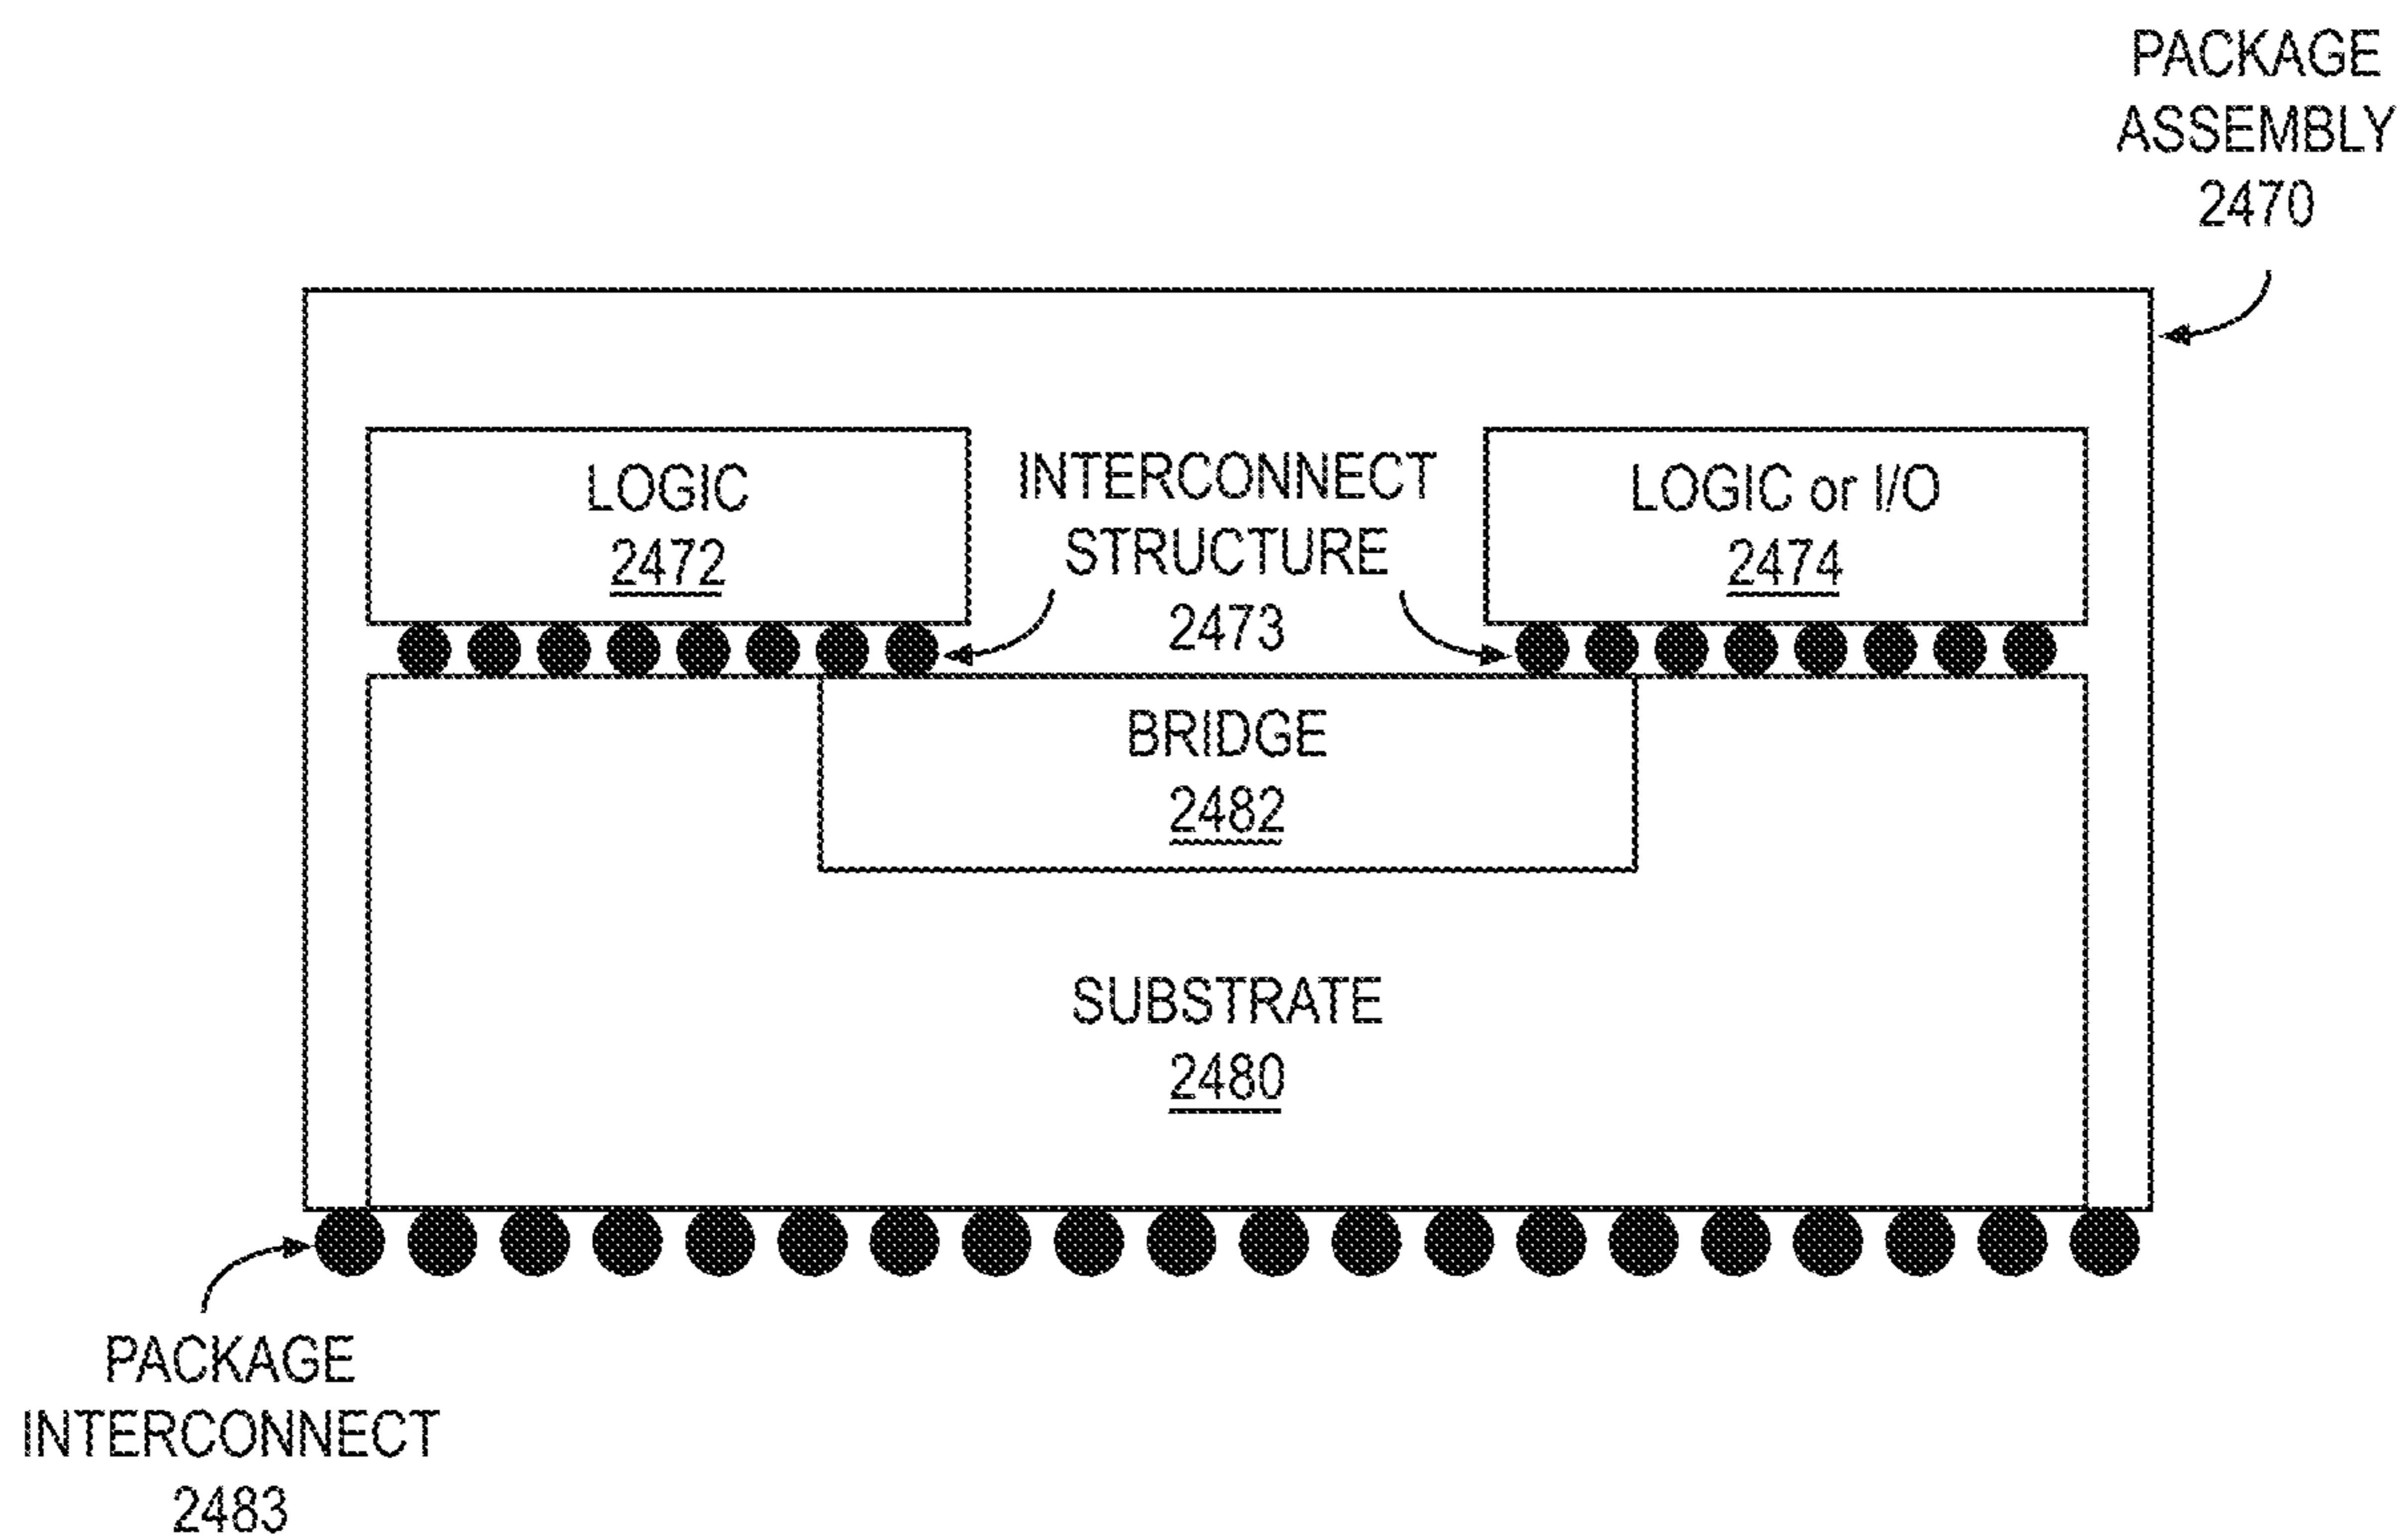 PACKAGE
ASSEMBLY
2470
LOGIC
2472
INTERCONNECT
STRUCTURE
2473
LOGIC or I/O
2474
BRIDGE
2482
SUBSTRATE
2480
PACKAGE
INTERCONNECT
2483